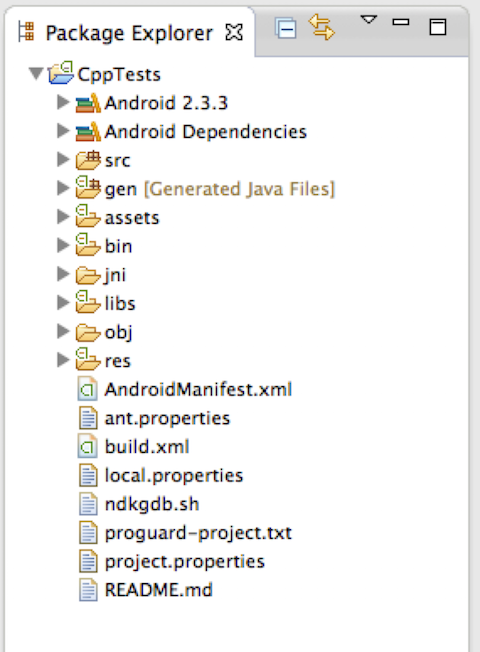 Package Explorer
CppTests
Android 2.3.3
Android Dependencies
src
gen [Generated Java Files]
assets
bin
jni
libs
obj
res
AndroidManifest.xml
ant.properties
build.xml
local.properties
ndkgdb.sh
proguard-project.txt
project.properties
README.md